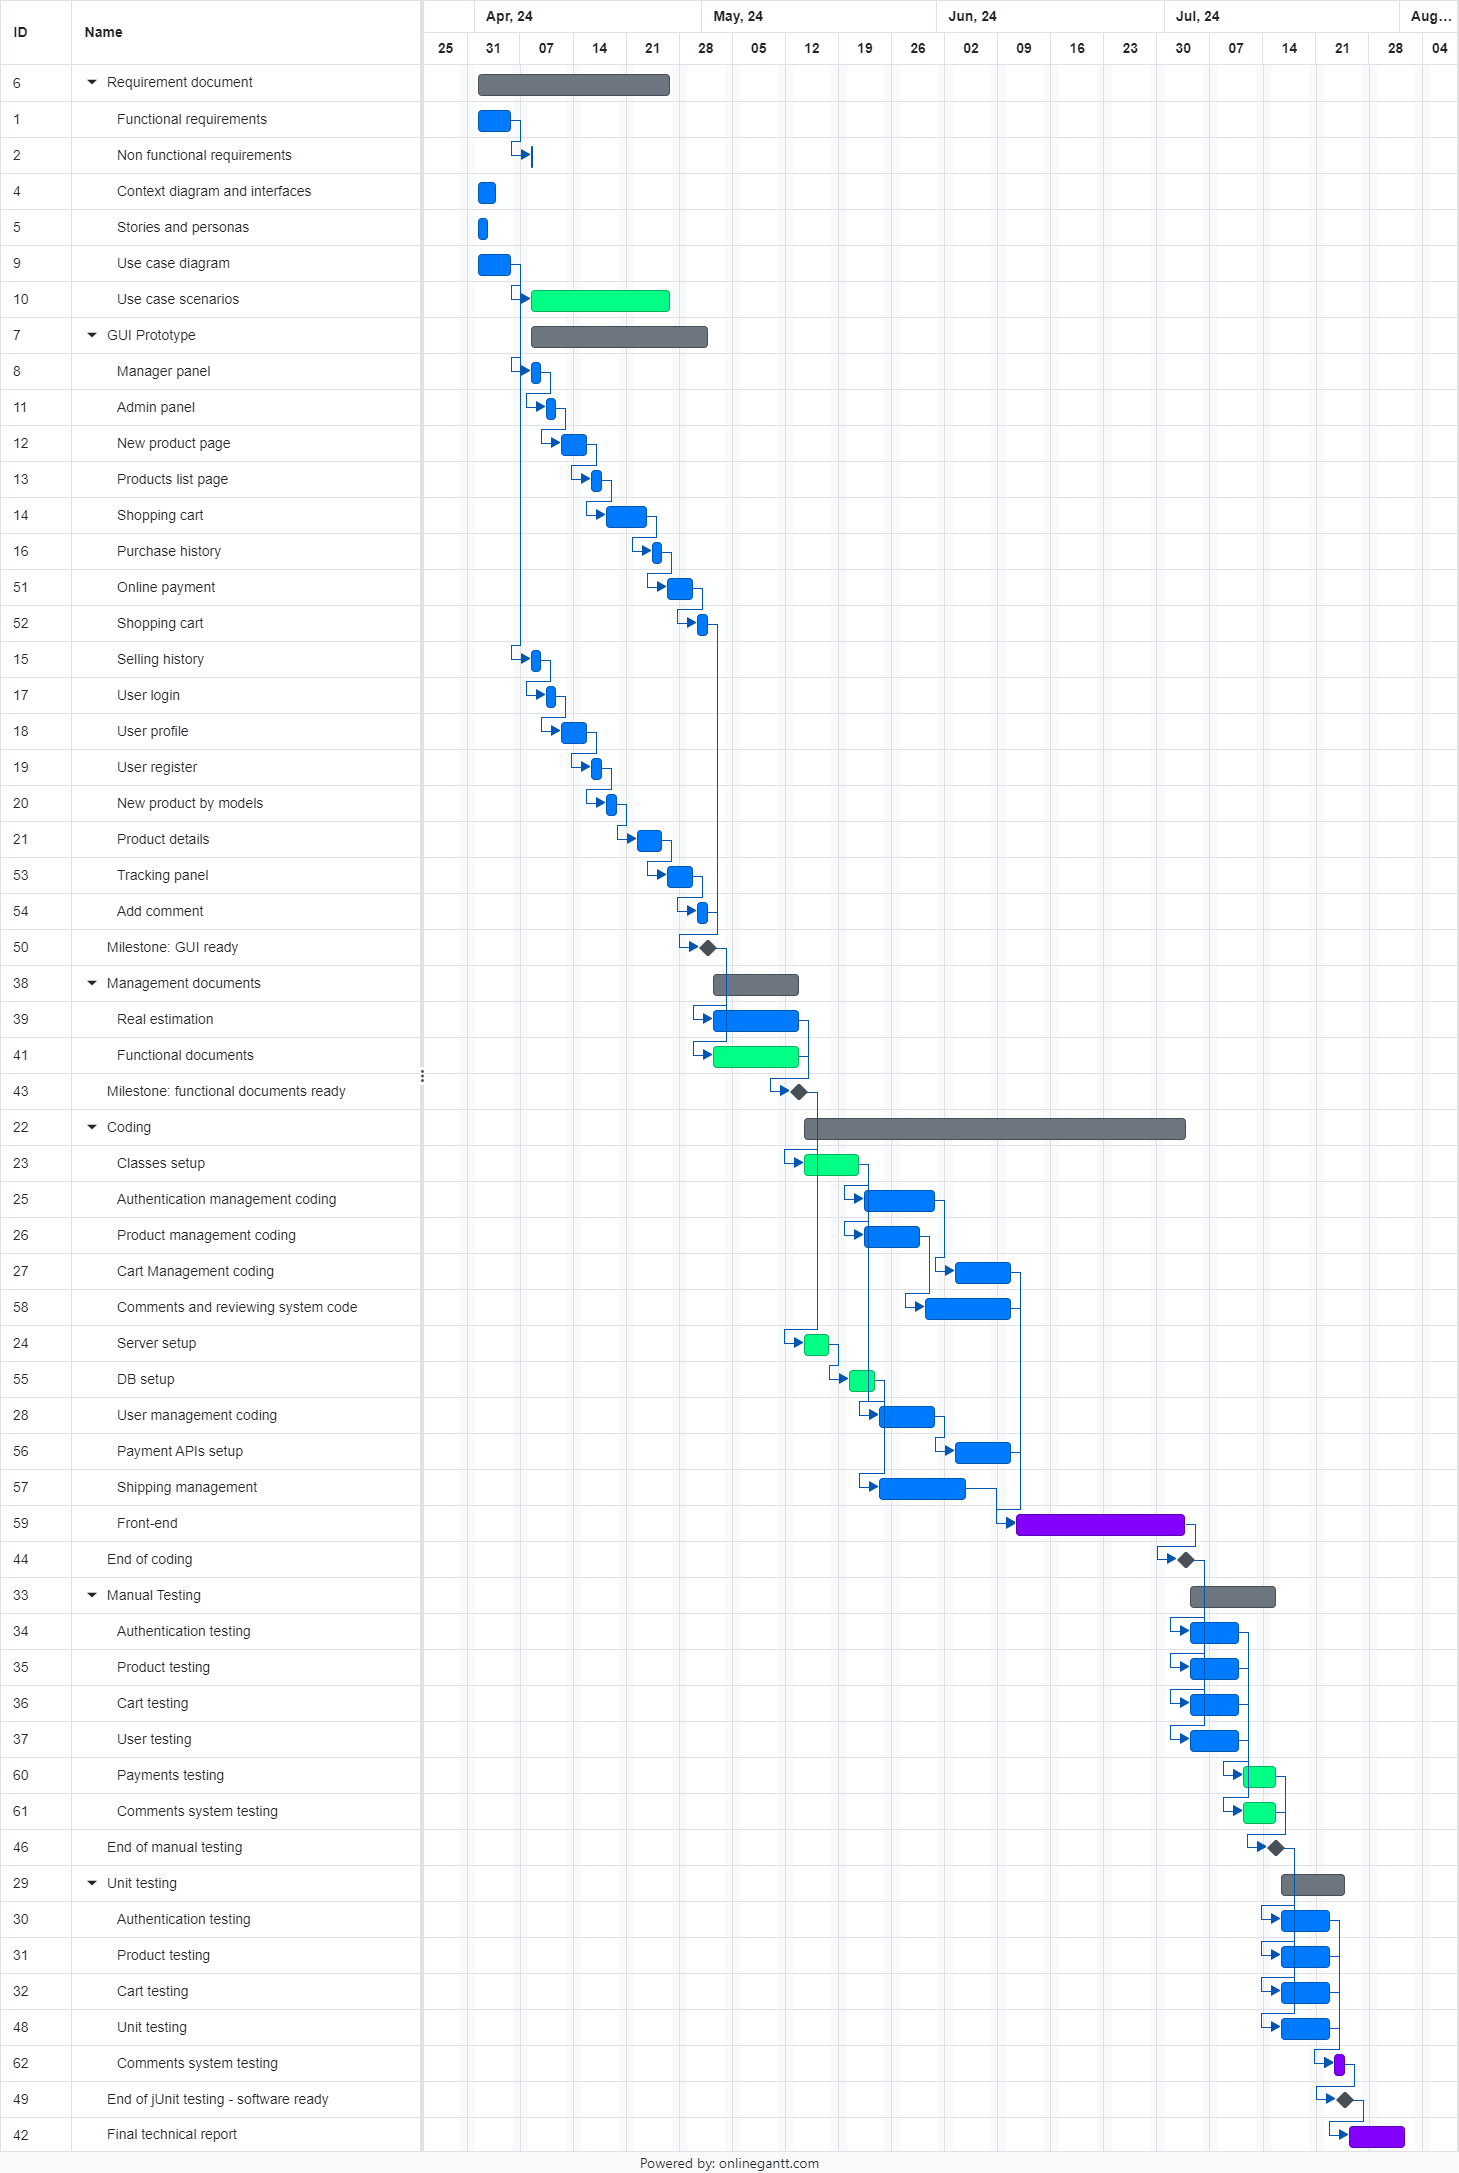 ID Name Apr, 24 May, 24 Jun, 24 Jul, 24 Aug...
25 31 07 14 21 28 05 12 19 26 02 09 16 23 30 07 14 21 28 04
6 Requirement document
1 Functional requirements
2 Non functional requirements
4 Context diagram and interfaces
5 Stories and personas
9 Use case diagram
10 Use case scenarios
7 GUI Prototype
8 Manager panel
11 Admin panel
12 New product page
13 Products list page
14 Shopping cart
16 Purchase history
51 Online payment
52 Shopping cart
15 Selling history
17 User login
18 User profile
19 User register
20 New product by models
21 Product details
53 Tracking panel
54 Add comment
50 Milestone: GUI ready
38 Management documents
39 Real estimation
41 Functional documents
43 Milestone: functional documents ready
22 Coding
23 Classes setup
25 Authentication management coding
26 Product management coding
27 Cart Management coding
58 Comments and reviewing system code
24 Server setup
55 DB setup
28 User management coding
56 Payment APIs setup
57 Shipping management
59 Front-end
44 End of coding
33 Manual Testing
34 Authentication testing
35 Product testing
36 Cart testing
37 User testing
60 Payments testing
61 Comments system testing
46 End of manual testing
29 Unit testing
30 Authentication testing
31 Product testing
32 Cart testing
48 Unit testing
62 Comments system testing
49 End of jUnit testing - software ready
42 Final technical report
Powered by: onlinegantt.com